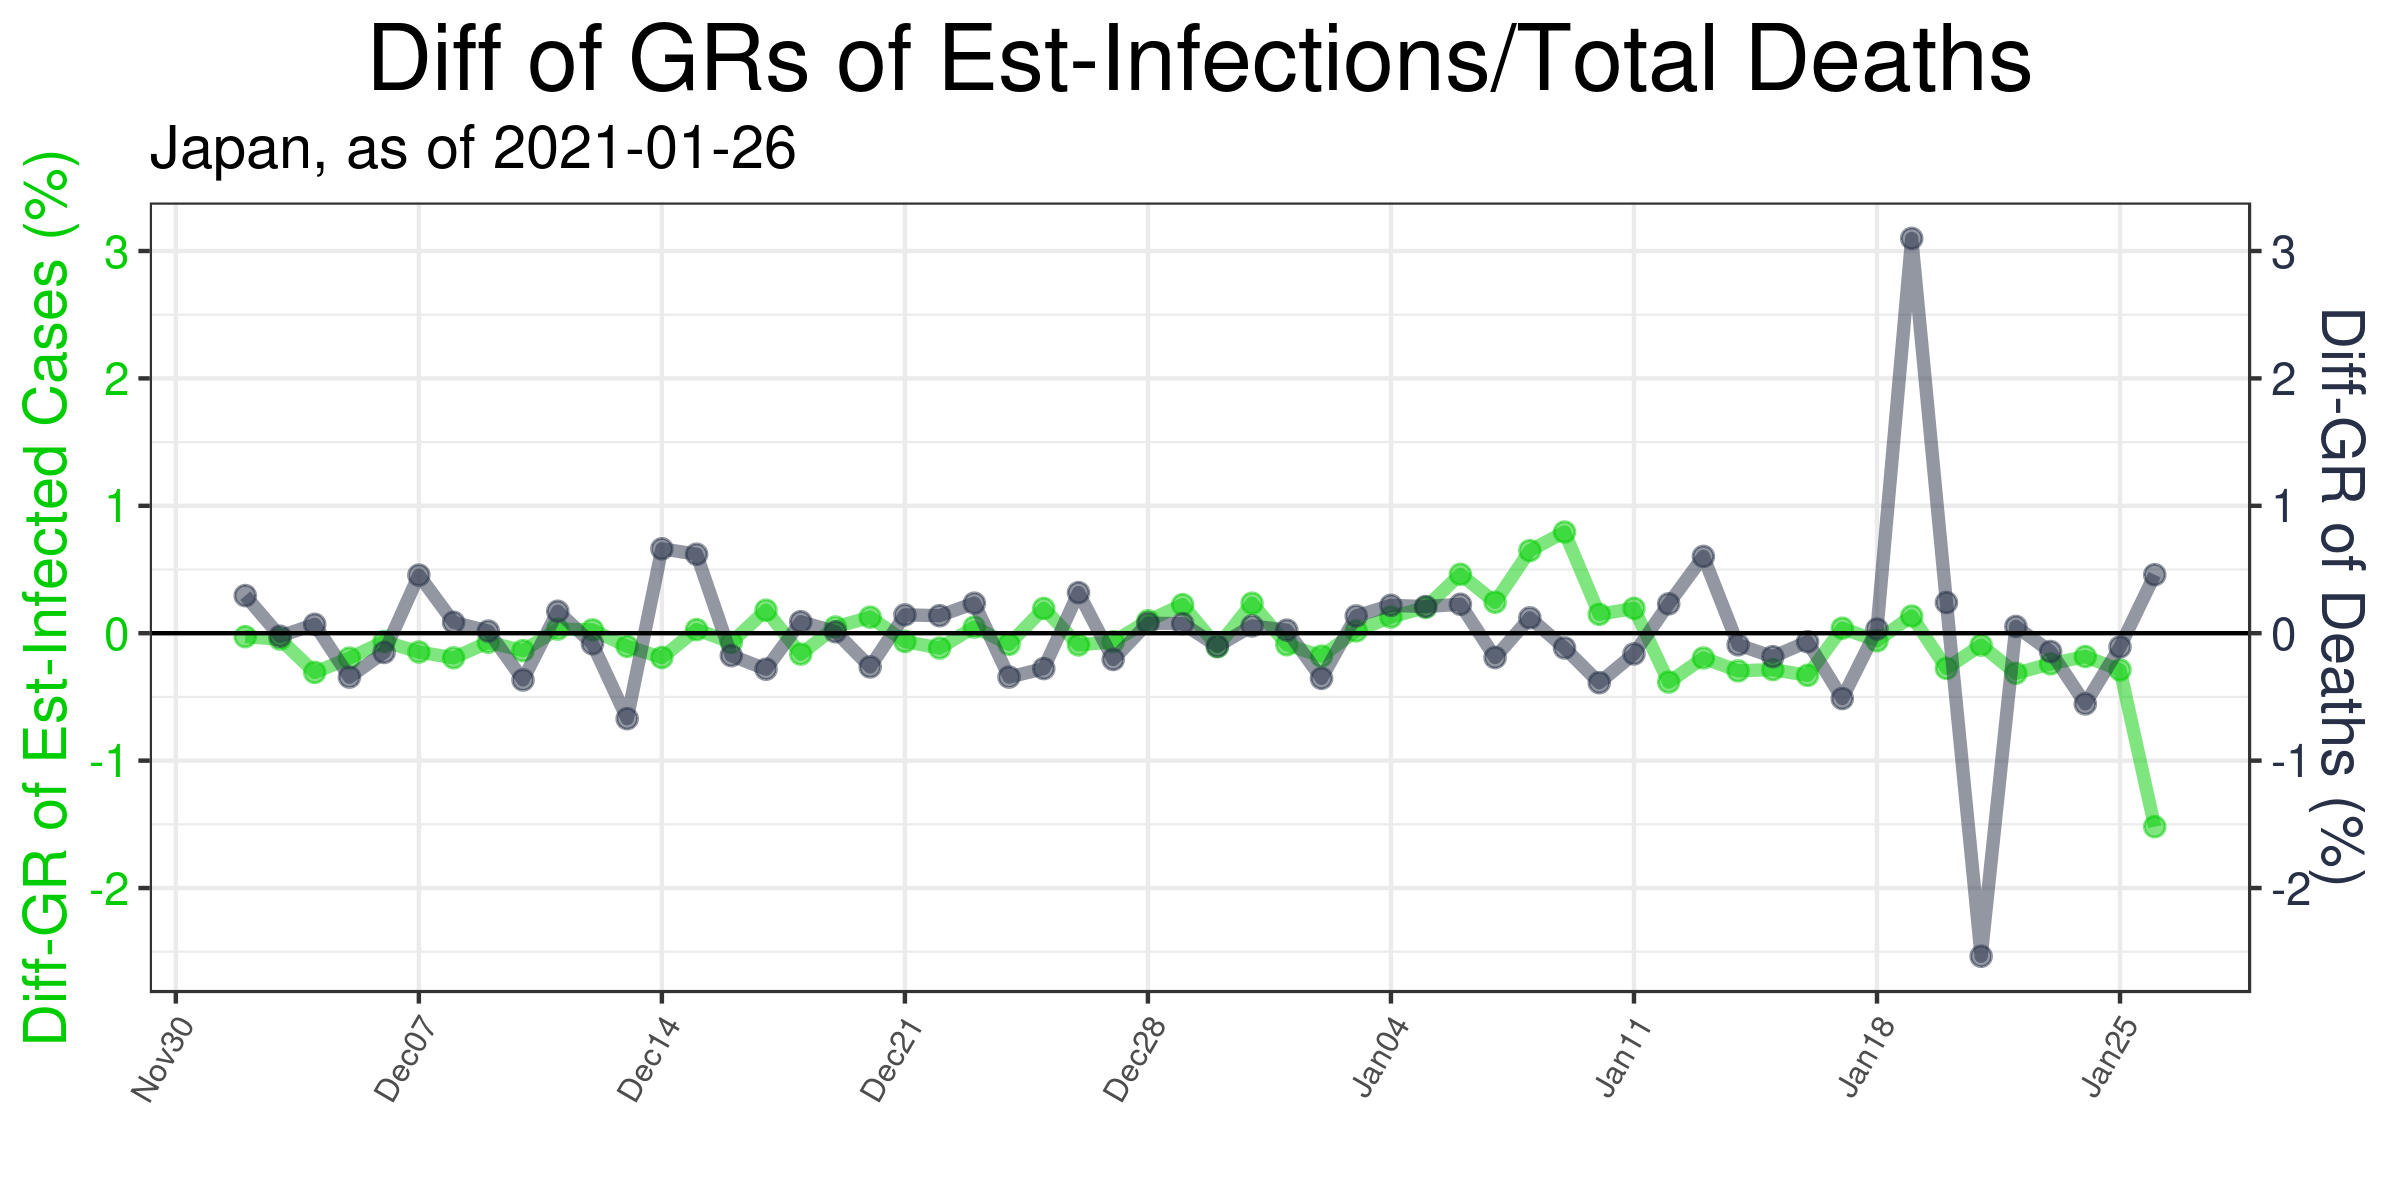 Diff of GRs of Est-Infections/Total Deaths
Japan, as of 2021-01-26
Diff-GR of Est-Infected Cases (%)
3
2
1
0
-1
-2
3
2
1
0
-1
-2
Diff-GR of Deaths (%)
Nov30
Dec07
Dec14
Dec21
Dec28
Jan04
Jan11
Jan18
Jan25